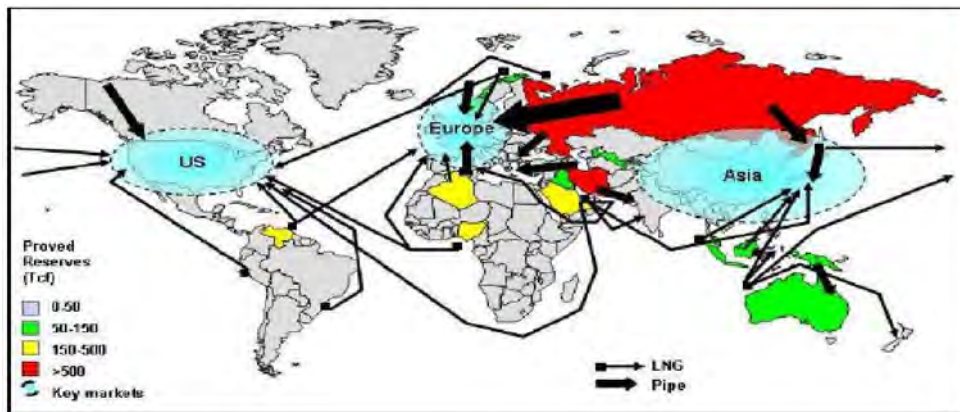 US
Europe
Asia
Proved
Reserves
(Tcf)
0-50
50-150
150-500
>500
Key markets
LNG
Pipe